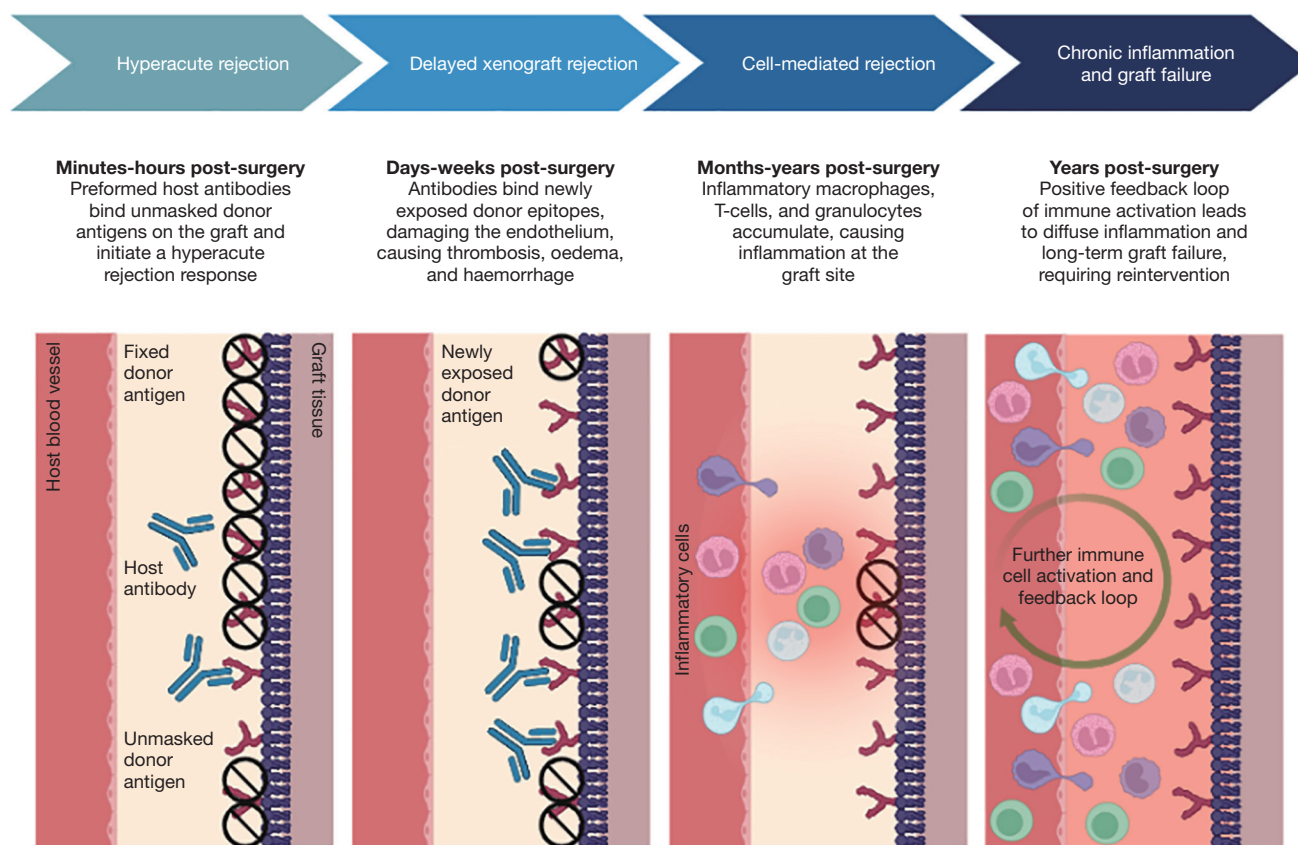 Hyperacute rejection
Delayed xenograft rejection
Cell-mediated rejection
Chronic inflammation
and graft failure
Minutes-hours post-surgery
Preformed host antibodies
bind unmasked donor
antigens on the graft and
initiate a hyperacute
rejection response
Days-weeks post-surgery
Antibodies bind newly
exposed donor epitopes,
damaging the endothelium,
causing thrombosis, oedema,
and haemorrhage
Months-years post-surgery
Inflammatory macrophages,
T-cells, and granulocytes
accumulate, causing
inflammation at the
graft site
Years post-surgery
Positive feedback loop
of immune activation leads
to diffuse inflammation and
long-term graft failure,
requiring reintervention
Host blood vessel
Fixed
donor
antigen
Graft tissue
Host
antibody
Unmasked
donor
antigen
Newly
exposed
donor
antigen
Inflammatory cells
Further immune
cell activation and
feedback loop